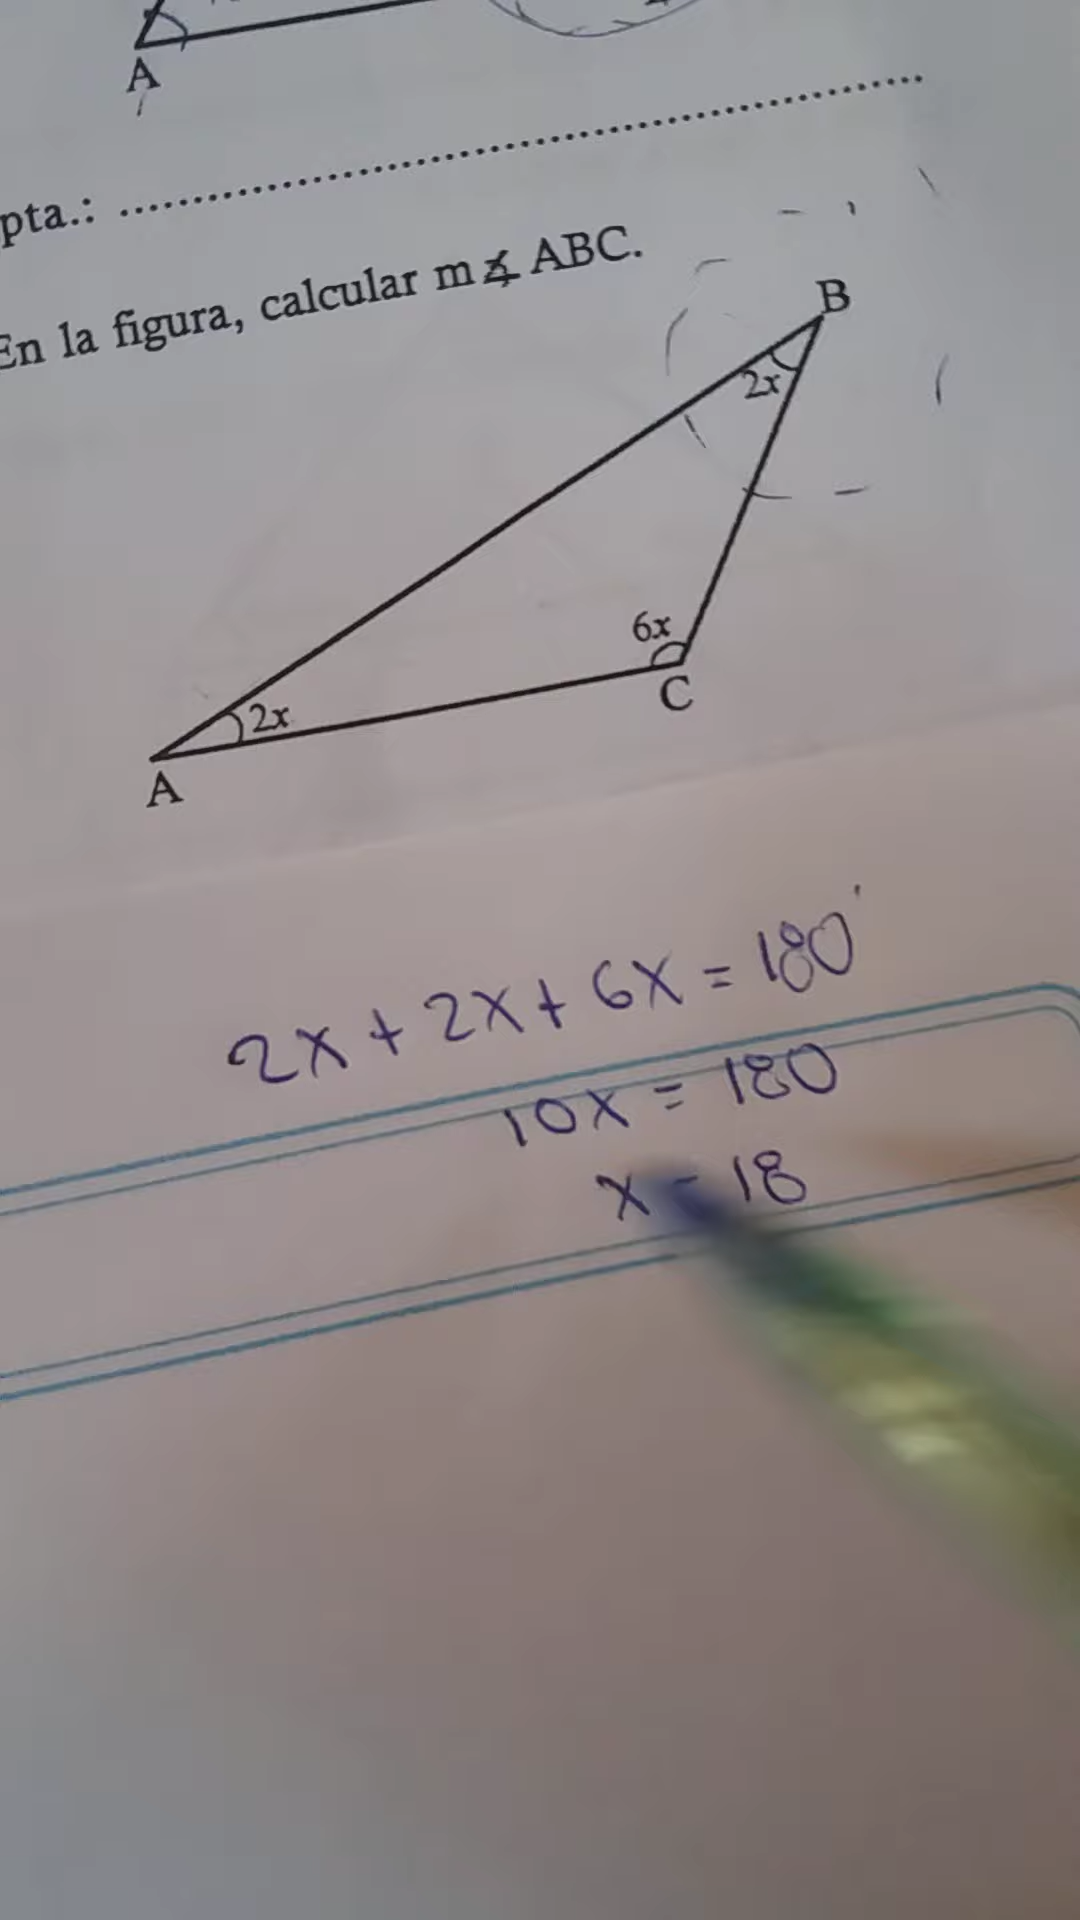 A
pta.: ........................................................
En la figura, calcular m∡ ABC.
B
2x
6x
C
2x
A
2x + 2x + 6x = 180°
10x = 180
x = 18